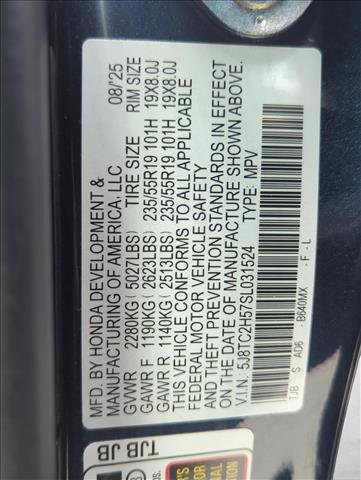 MFD BY HONDA DEVELOPMENT &
MANUFACTURING OF AMERICA, LLC 08/'25
GVWR 2280KG ( 5027LBS) TIRE SIZE RIM SIZE
GAWR F 1190KG ( 2623LBS) 235/55R19 101H 19X8.0J
GAWR R 1140KG ( 2513LBS) 235/55R19 101H 19X8.0J
THIS VEHICLE CONFORMS TO ALL APPLICABLE
FEDERAL MOTOR VEHICLE SAFETY
AND THEFT PREVENTION STANDARDS IN EFFECT
ON THE DATE OF MANUFACTURE SHOWN ABOVE.
V.I.N.: 5J8TC2H57SL031524 TYPE: MPV
TJB S AD6 B640MX - F - L
TJB JB